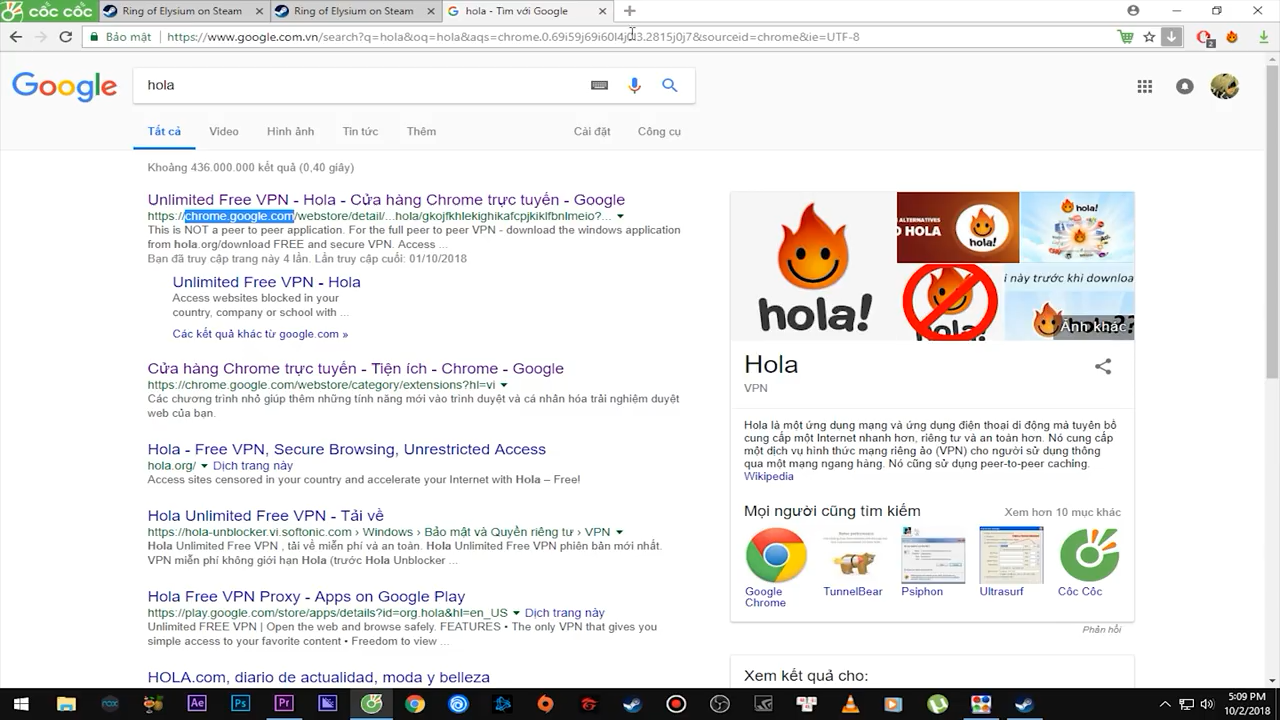 cốc cốc
Ring of Elysium on Steam
Ring of Elysium on Steam
hola - Tìm với Google
Bảo mật
https://www.google.com.vn/search?q=hola&oq=hola&aqs=chrome.0.69i59j69i60l4j0l3.2815j0j7&sourceid=chrome&ie=UTF-8
2
Google
hola
Tất cả
Video
Hình ảnh
Tin tức
Thêm
Cài đặt
Công cụ
Khoảng 436.000.000 kết quả (0,40 giây)
Unlimited Free VPN - Hola - Cửa hàng Chrome trực tuyến - Google
https://chrome.google.com/webstore/detail/...hola/gkojfkhlekighikafcpjkiklfbnlmeio?...
This is NOT a peer to peer application. For the full peer to peer VPN - download the windows application
from hola.org/download FREE and secure VPN. Access ...
Bạn đã truy cập trang này 4 lần. Lần truy cập cuối: 01/10/2018
Unlimited Free VPN - Hola
Access websites blocked in your
country, company or school with ...
Các kết quả khác từ google.com »
Cửa hàng Chrome trực tuyến - Tiện ích - Chrome - Google
https://chrome.google.com/webstore/category/extensions?hl=vi
Các chương trình nhỏ giúp thêm những tính năng mới vào trình duyệt và cá nhân hóa trải nghiệm duyệt
web của bạn.
Hola - Free VPN, Secure Browsing, Unrestricted Access
hola.org/ Dịch trang này
Access sites censored in your country and accelerate your Internet with Hola – Free!
Hola Unlimited Free VPN - Tải về
https://hola-unblocker.vi.softonic.com › Windows › Bảo mật và Quyền riêng tư › VPN
Hola Unlimited Free VPN , tải về miễn phí và an toàn. Hola Unlimited Free VPN phiên bản mới nhất
VPN miễn phí không giới hạn Hola (trước Hola Unblocker ...
Hola Free VPN Proxy - Apps on Google Play
https://play.google.com/store/apps/details?id=org.hola&hl=en_US Dịch trang này
Unlimited FREE VPN | Open the web and browse safely. FEATURES • The only VPN that gives you
simple access to your favorite content • Freedom to view ...
HOLA.com, diario de actualidad, moda y belleza
hola!
ALTERNATIVES
O HOLA
hola!
hola!
hola!
i này trước khi downloa
Ảnh khác
Hola
VPN
Hola là một ứng dụng mạng và ứng dụng điện thoại di động mà tuyên bố
cung cấp một Internet nhanh hơn, riêng tư và an toàn hơn. Nó cung cấp
một dịch vụ hình thức mạng riêng ảo (VPN) cho người sử dụng thông
qua một mạng ngang hàng. Nó cũng sử dụng peer-to-peer caching.
Wikipedia
Mọi người cũng tìm kiếm
Xem hơn 10 mục khác
Google
Chrome
TunnelBear
Psiphon
Ultrasurf
Cốc Cốc
Phản hồi
Xem kết quả cho:
Ae
Ps
Pr
5:09 PM
10/2/2018